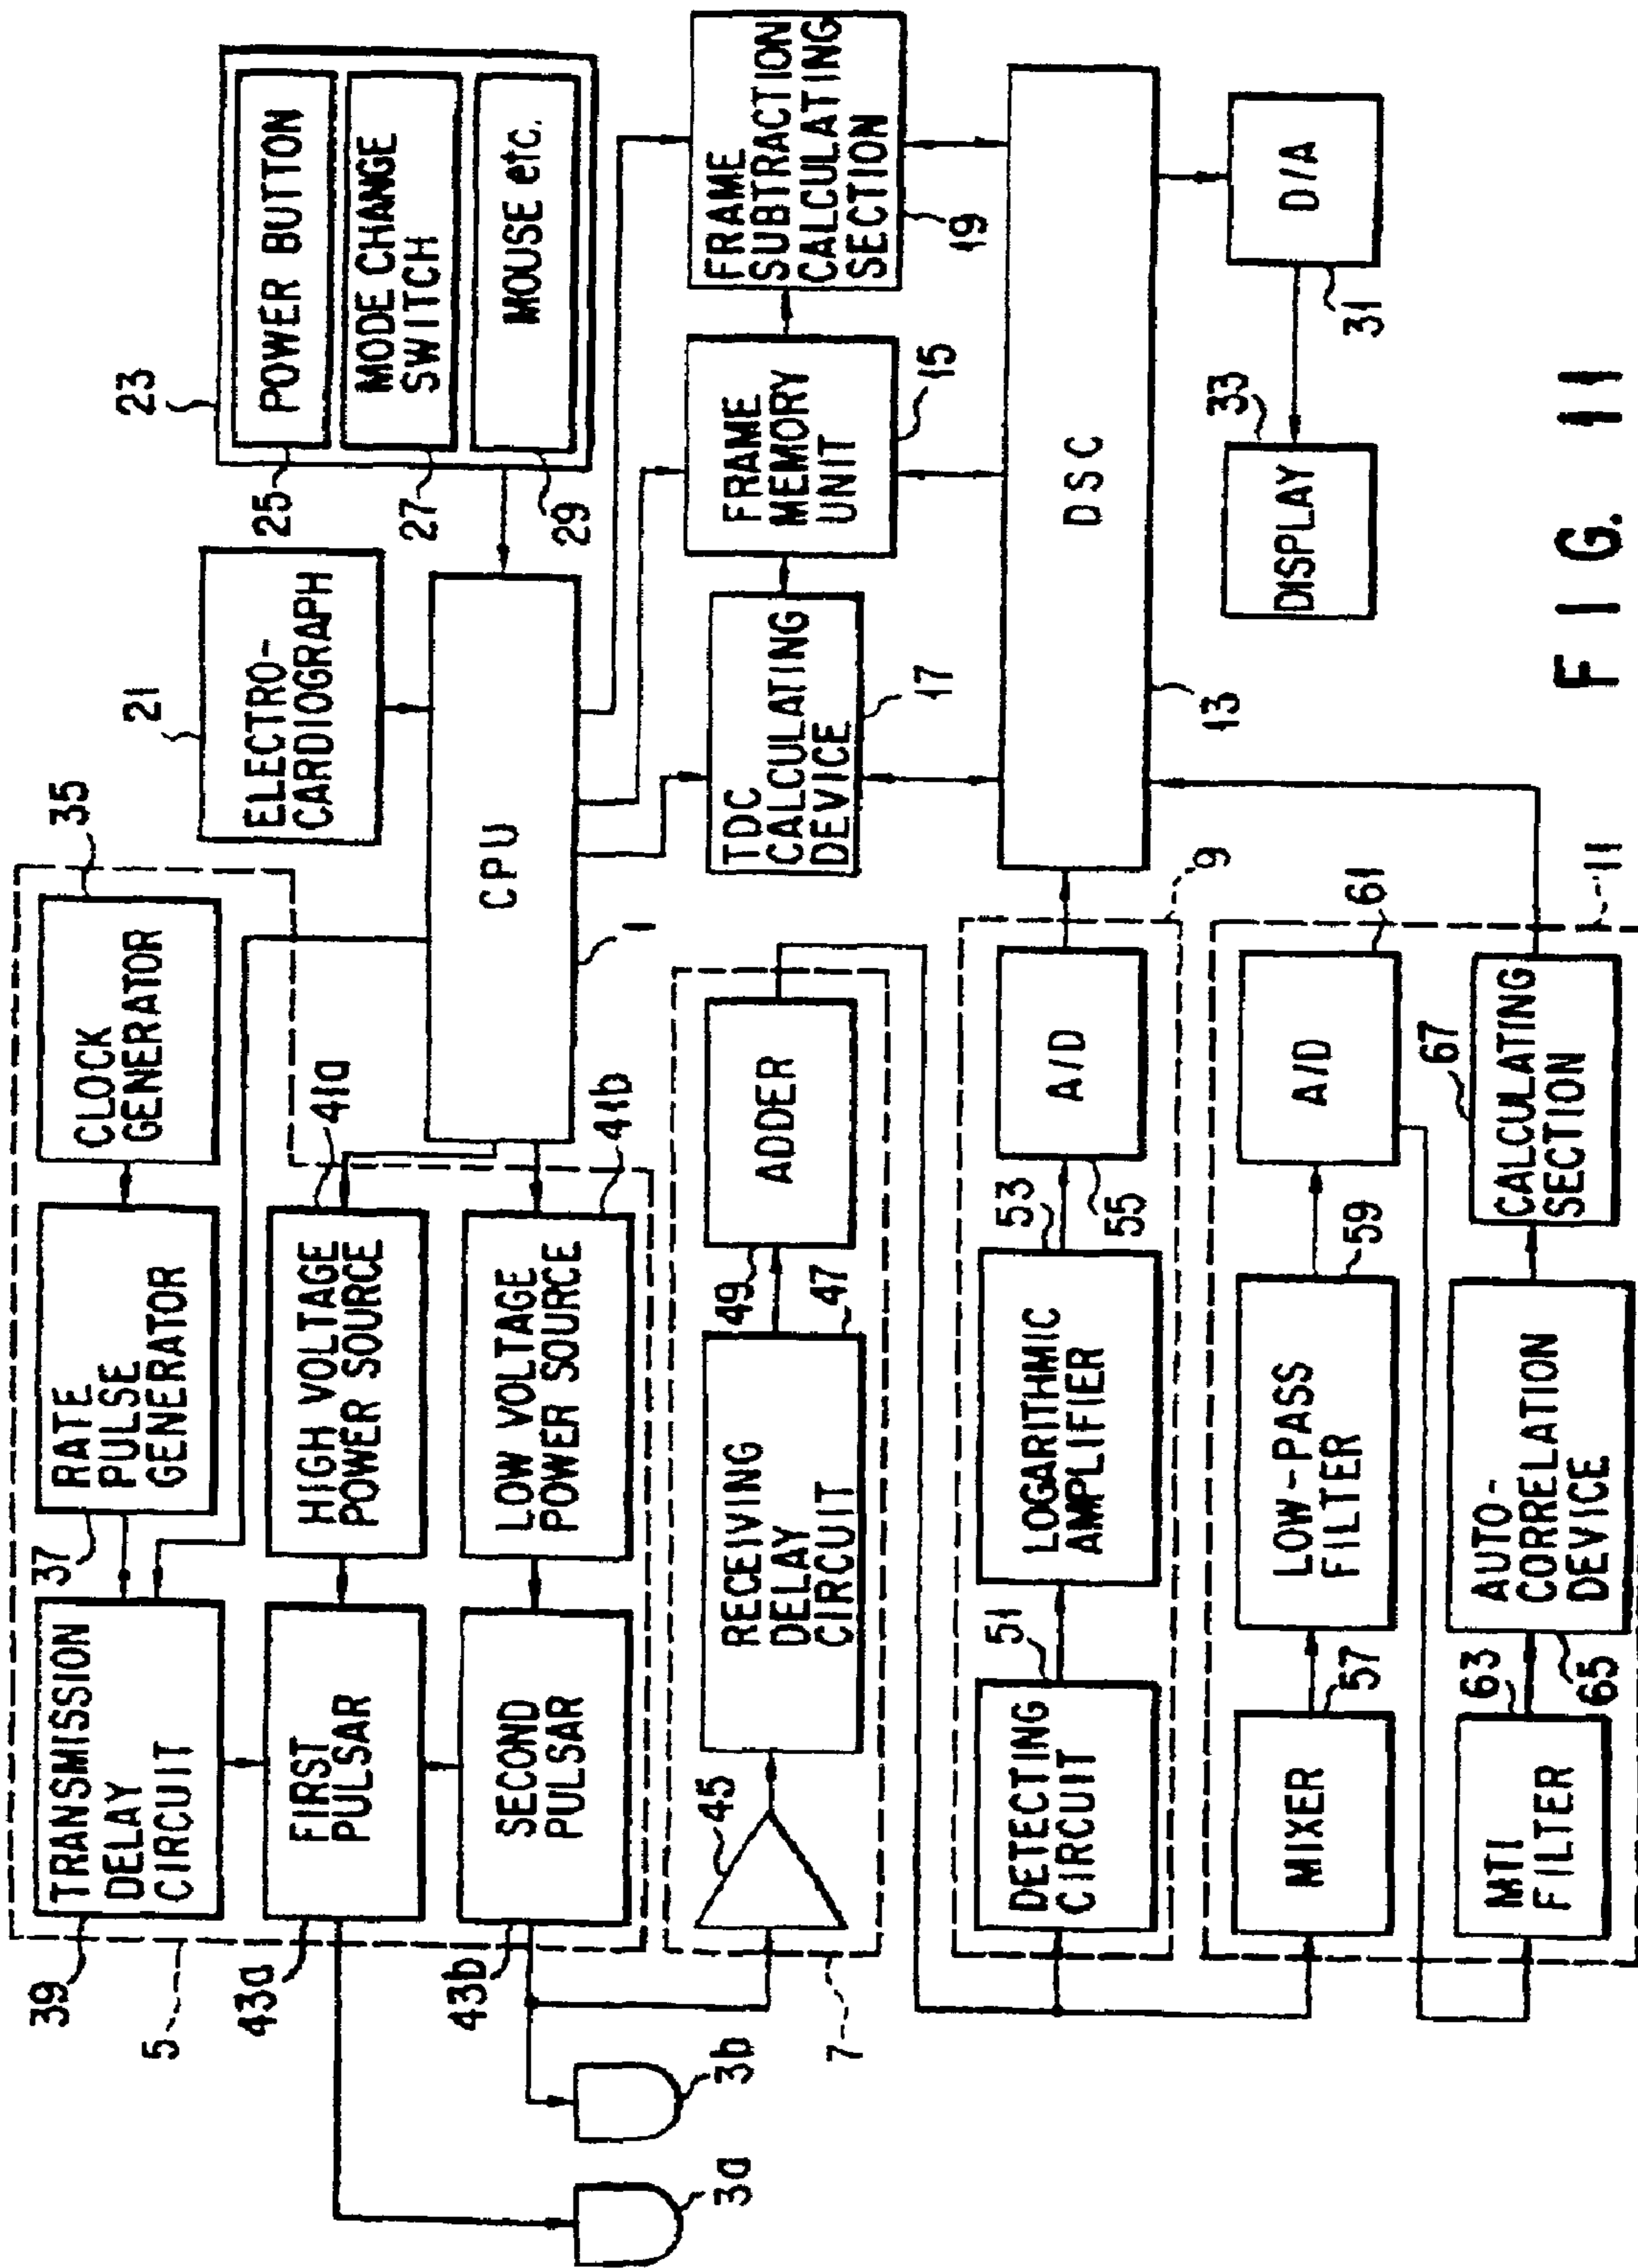 39
TRANSMISSION
DELAY
CIRCUIT
37
RATE
PULSE
GENERATOR
CLOCK
GENERATOR
35
5
43a
FIRST
PULSAR
HIGH VOLTAGE
POWER SOURCE
41a
43b
SECOND
PULSAR
LOW VOLTAGE
POWER SOURCE
41b
3a
3b
21
ELECTRO-
CARDIOGRAPH
CPU
1
23
25
POWER BUTTON
27
MODE CHANGE
SWITCH
29
MOUSE etc.
7
45
RECEIVING
DELAY
CIRCUIT
47
49
ADDER
TDC
CALCULATING
DEVICE
17
FRAME
MEMORY
UNIT
15
FRAME
SUBTRACTION
CALCULATING
SECTION
19
DETECTING
CIRCUIT
51
LOGARITHMIC
AMPLIFIER
53
A/D
55
9
DSC
13
MIXER
57
LOW-PASS
FILTER
59
A/D
61
11
MTI
FILTER
63
AUTO-
CORRELATION
DEVICE
65
CALCULATING
SECTION
67
DISPLAY
33
D/A
31
FIG. 11